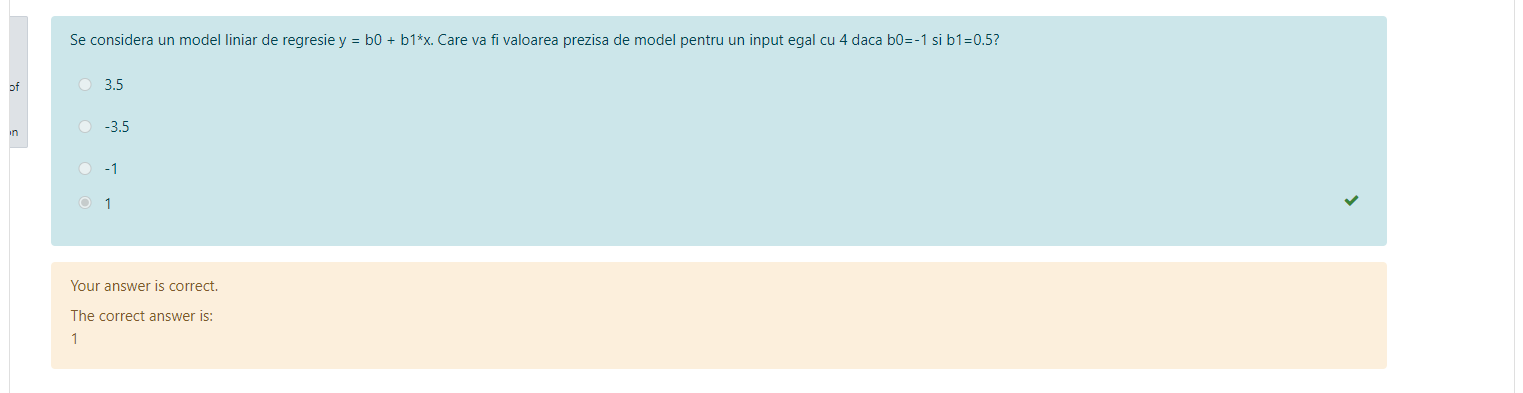 Se considera un model liniar de regresie y = b0 + b1*x. Care va fi valoarea prezisa de model pentru un input egal cu 4 daca b0=-1 si b1=0.5?
of
3.5
on
-3.5
-1
1
Your answer is correct.
The correct answer is:
1